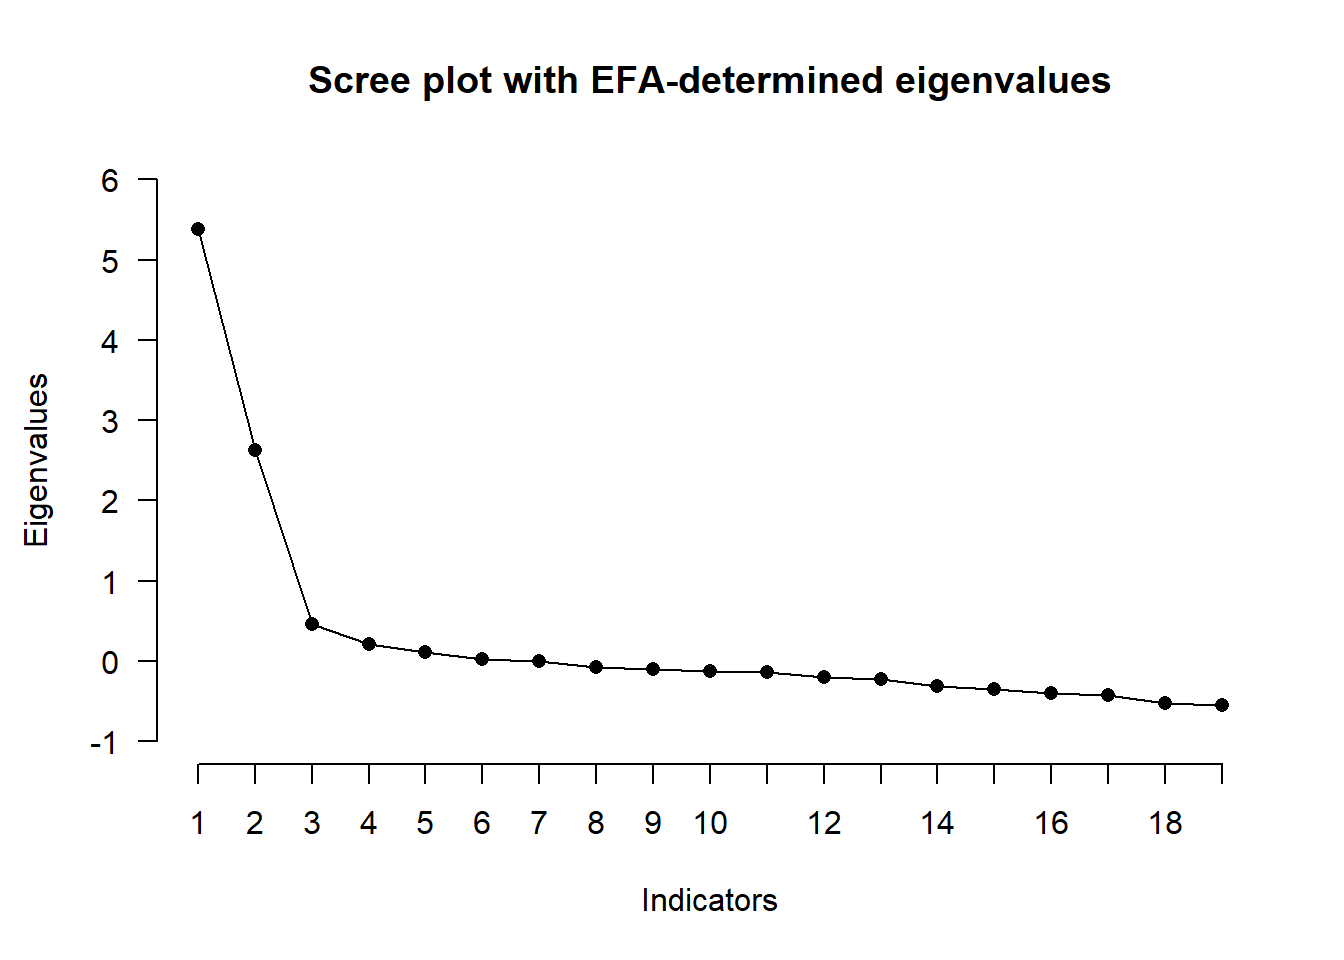 Scree plot with EFA-determined eigenvalues
6
5
4
3
2
1
0
-1
Eigenvalues
1 2 3 4 5 6 7 8 9 10 12 14 16 18
Indicators